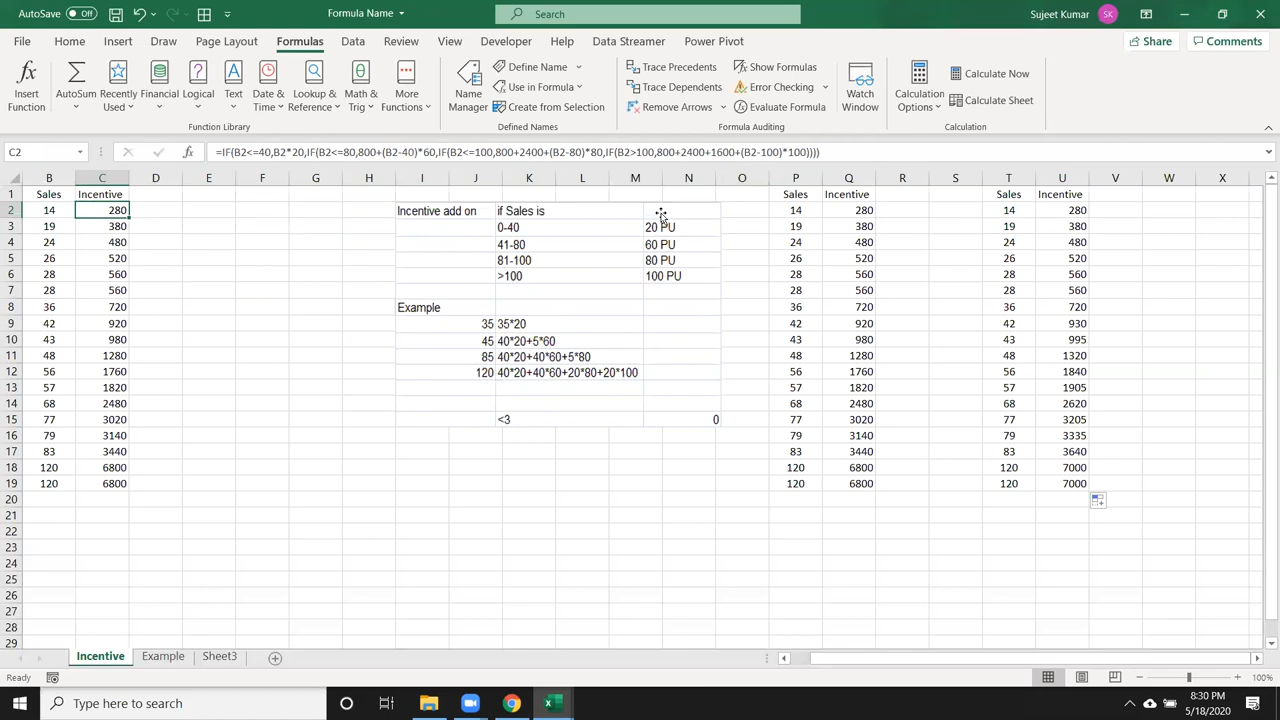 AutoSave Off Formula Name Search Sujeet Kumar SK
File Home Insert Draw Page Layout Formulas Data Review View Developer Help Data Streamer Power Pivot Share Comments
Insert Function
AutoSum
Recently Used
Financial
Logical
Text
Date & Time
Lookup & Reference
Math & Trig
More Functions
Function Library
Name Manager
Define Name
Use in Formula
Create from Selection
Defined Names
Trace Precedents
Trace Dependents
Remove Arrows
Show Formulas
Error Checking
Evaluate Formula
Formula Auditing
Watch Window
Calculation Options
Calculate Now
Calculate Sheet
Calculation
C2 fx =IF(B2<=40,B2*20,IF(B2<=80,800+(B2-40)*60,IF(B2<=100,800+2400+(B2-80)*80,IF(B2>100,800+2400+1600+(B2-100)*100))))
B C D E F G H I J K L M N O P Q R S T U V W X
1 Sales Incentive Sales Incentive Sales Incentive
2 14 280 Incentive add on if Sales is 14 280 14 280
3 19 380 0-40 20 PU 19 380 19 380
4 24 480 41-80 60 PU 24 480 24 480
5 26 520 81-100 80 PU 26 520 26 520
6 28 560 >100 100 PU 28 560 28 560
7 28 560 28 560 28 560
8 36 720 Example 36 720 36 720
9 42 920 35 35*20 42 920 42 930
10 43 980 45 40*20+5*60 43 980 43 995
11 48 1280 85 40*20+40*60+5*80 48 1280 48 1320
12 56 1760 120 40*20+40*60+20*80+20*100 56 1760 56 1840
13 57 1820 57 1820 57 1905
14 68 2480 68 2480 68 2620
15 77 3020 <3 0 77 3020 77 3205
16 79 3140 79 3140 79 3335
17 83 3440 83 3440 83 3640
18 120 6800 120 6800 120 7000
19 120 6800 120 6800 120 7000
20
21
22
23
24
25
26
27
28
29
Incentive Example Sheet3
Ready 100%
Type here to search 8:30 PM
5/18/2020